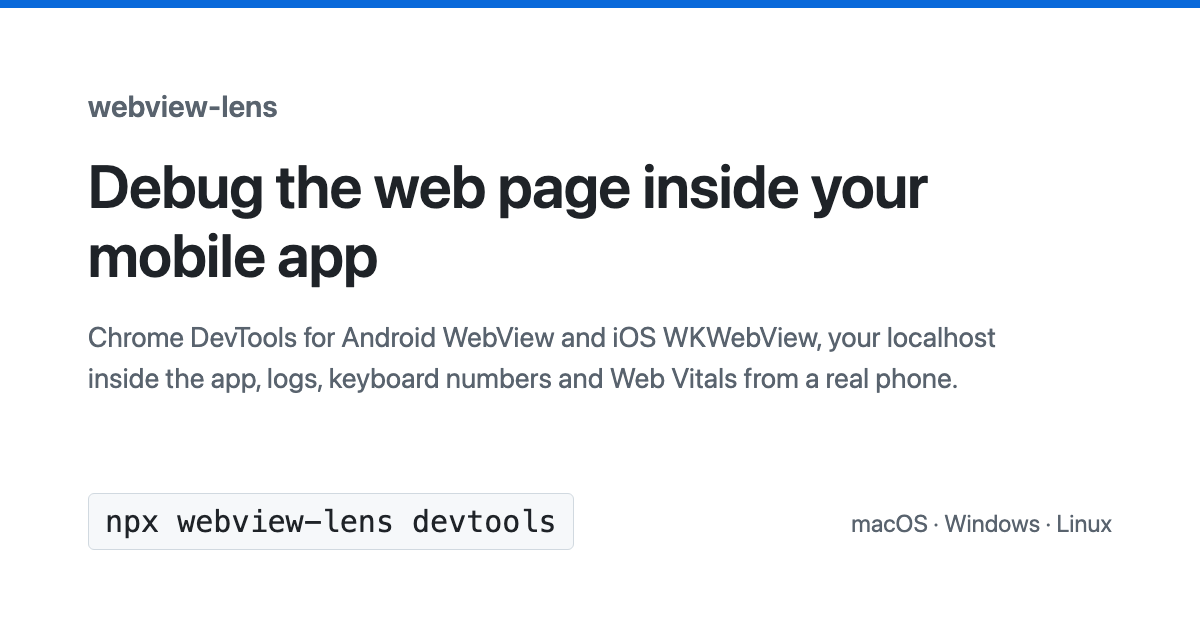 webview-lens
Debug the web page inside your
mobile app
Chrome DevTools for Android WebView and iOS WKWebView, your localhost
inside the app, logs, keyboard numbers and Web Vitals from a real phone.
npx webview-lens devtools
macOS · Windows · Linux